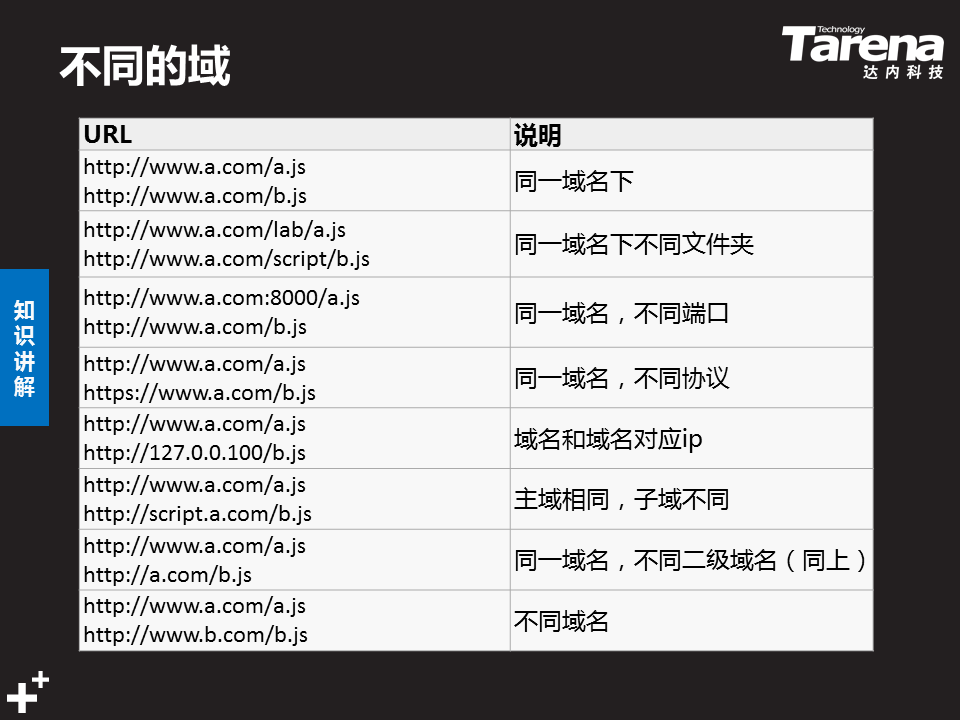 不同的域
Technology
Tarena
达内科技
URL
说明
http://www.a.com/a.js
http://www.a.com/b.js
同一域名下
http://www.a.com/lab/a.js
http://www.a.com/script/b.js
同一域名下不同文件夹
http://www.a.com:8000/a.js
http://www.a.com/b.js
同一域名，不同端口
http://www.a.com/a.js
https://www.a.com/b.js
同一域名，不同协议
http://www.a.com/a.js
http://127.0.0.100/b.js
域名和域名对应ip
http://www.a.com/a.js
http://script.a.com/b.js
主域相同，子域不同
http://www.a.com/a.js
http://a.com/b.js
同一域名，不同二级域名（同上）
http://www.a.com/a.js
http://www.b.com/b.js
不同域名
知识讲解